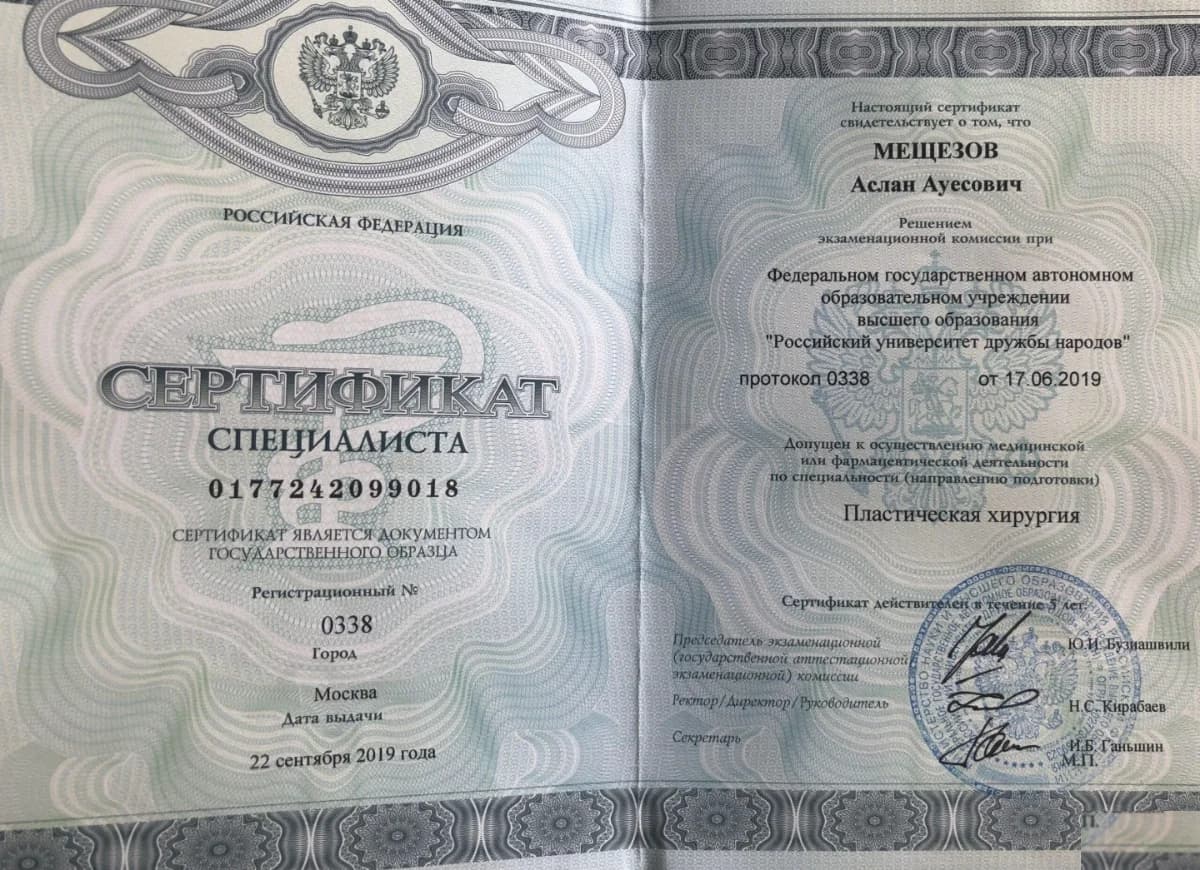 РОССИЙСКАЯ ФЕДЕРАЦИЯ
СЕРТИФИКАТ
СПЕЦИАЛИСТА
0177242099018
СЕРТИФИКАТ ЯВЛЯЕТСЯ ДОКУМЕНТОМ
ГОСУДАРСТВЕННОГО ОБРАЗЦА
Регистрационный №
0338
Город
Москва
Дата выдачи
22 сентября 2019 года
Настоящий сертификат
свидетельствует о том, что
МЕЩЕЗОВ
Аслан Ауесович
Решением
экзаменационной комиссии при
Федеральном государственном автономном
образовательном учреждении
высшего образования
"Российский университет дружбы народов"
протокол 0338 от 17.06.2019
Допущен к осуществлению медицинской
или фармацевтической деятельности
по специальности (направлению подготовки)
Пластическая хирургия
Сертификат действителен в течение 5 лет.
Председатель экзаменационной
(государственной аттестационной
экзаменационной) комиссии
Ю.И. Бузиашвили
Ректор/Директор/Руководитель
Н.С. Кирабаев
Секретарь
И.Б. Ганьшин
М.П.